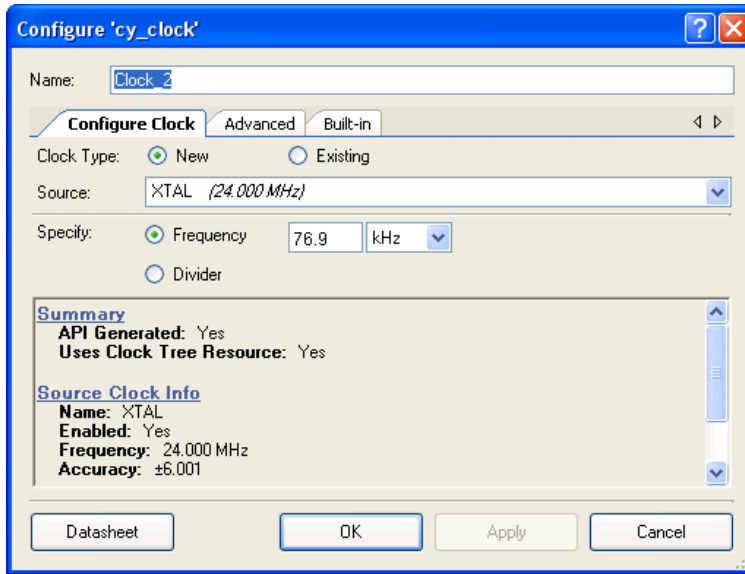 Configure 'cy_clock'
Name: Clock_2
Configure Clock Advanced Built-in
Clock Type: New Existing
Source: XTAL (24.000 MHz)
Specify: Frequency 76.9 kHz
Divider
Summary
API Generated: Yes
Uses Clock Tree Resource: Yes
Source Clock Info
Name: XTAL
Enabled: Yes
Frequency: 24.000 MHz
Accuracy: ±6.001
Datasheet OK Apply Cancel